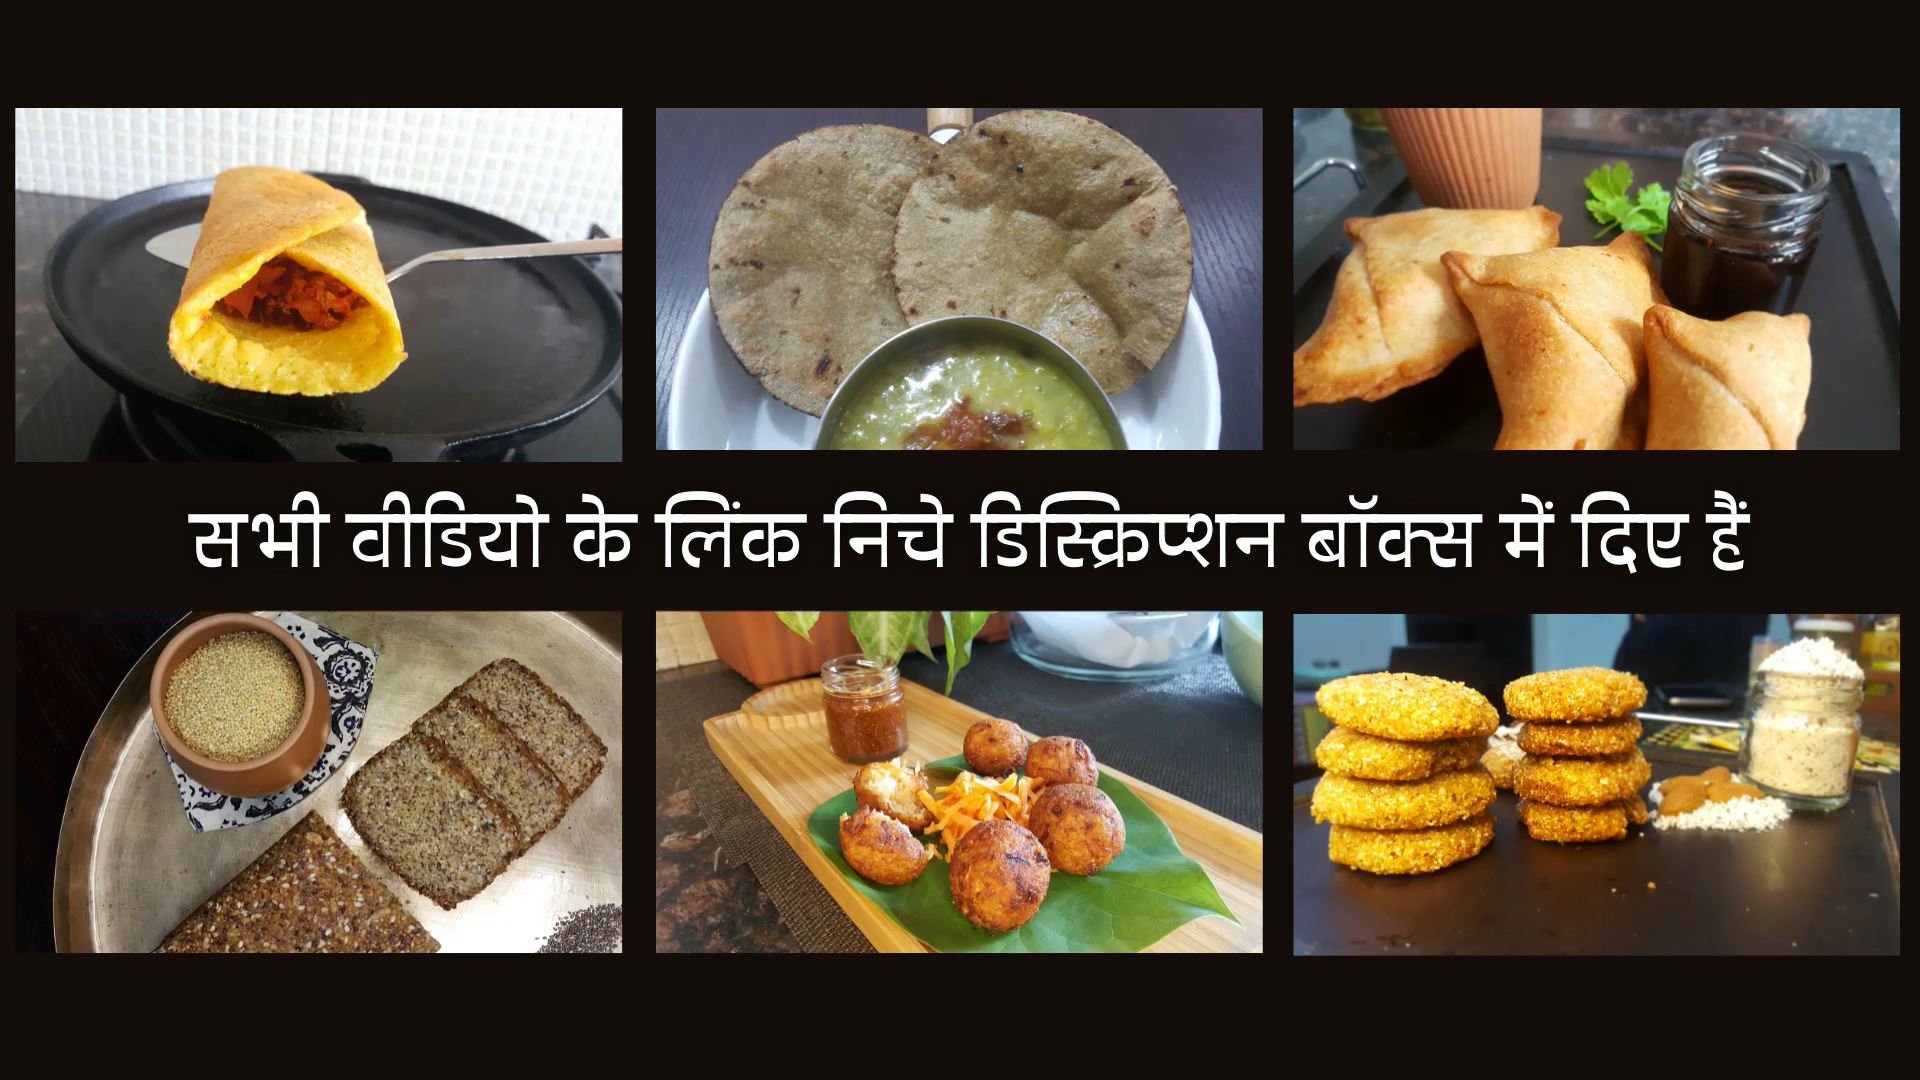 सभी वीडियो के लिंक निचे डिस्क्रिप्शन बॉक्स में दिए हैं